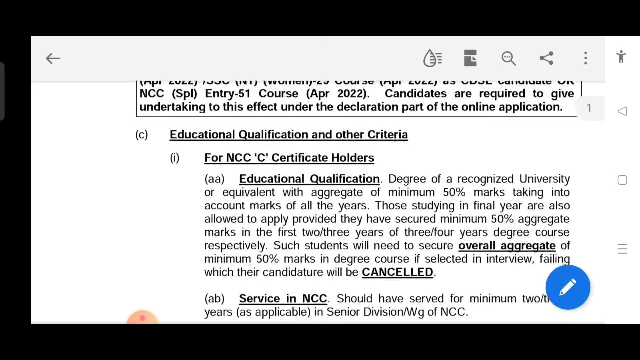 (Apr 2022 /SSC (NT) (Women)-29 Course (Apr 2022) as CDSE candidate OR
NCC (Spl) Entry-51 Course (Apr 2022). Candidates are required to give
undertaking to this effect under the declaration part of the online application.
1
(c) Educational Qualification and other Criteria
(i) For NCC 'C' Certificate Holders
(aa) Educational Qualification. Degree of a recognized University
or equivalent with aggregate of minimum 50% marks taking into
account marks of all the years. Those studying in final year are also
allowed to apply provided they have secured minimum 50% aggregate
marks in the first two/three years of three/four years degree course
respectively. Such students will need to secure overall aggregate of
minimum 50% marks in degree course if selected in interview, failing
which their candidature will be CANCELLED.
(ab) Service in NCC. Should have served for minimum
years (as applicable) in Senior Division/Wg of NCC.